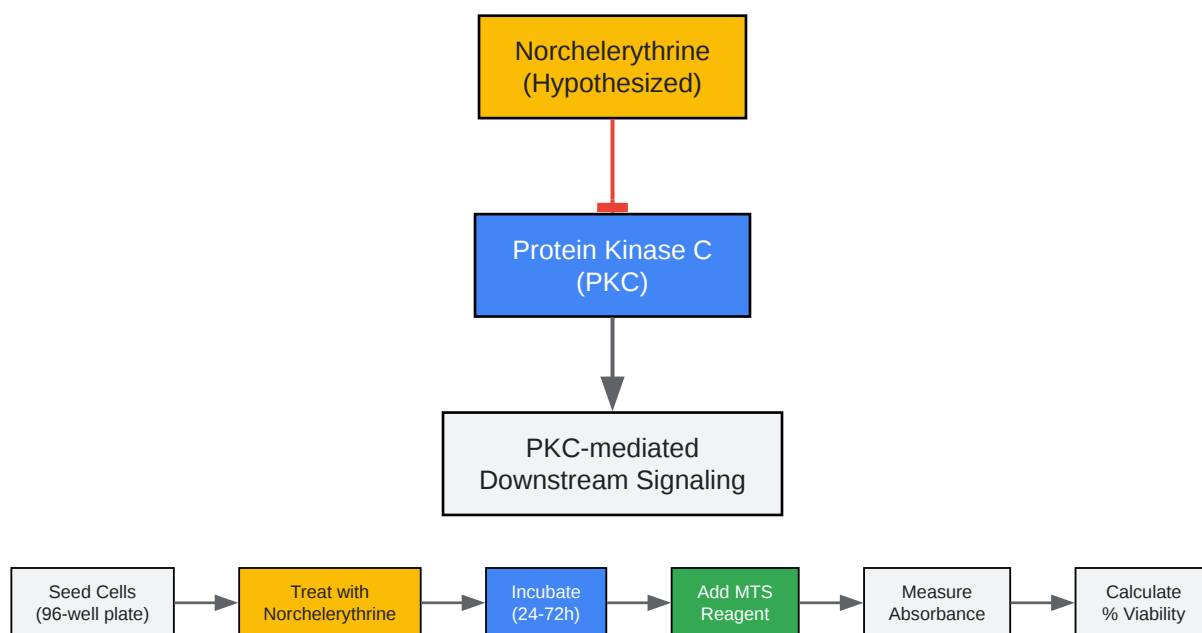 Norchelerythrine
(Hypothesized)
Protein Kinase C
(PKC)
PKC-mediated
Downstream Signaling
Seed Cells
(96-well plate)
Treat with
Norchelerythrine
Incubate
(24-72h)
Add MTS
Reagent
Measure
Absorbance
Calculate
% Viability